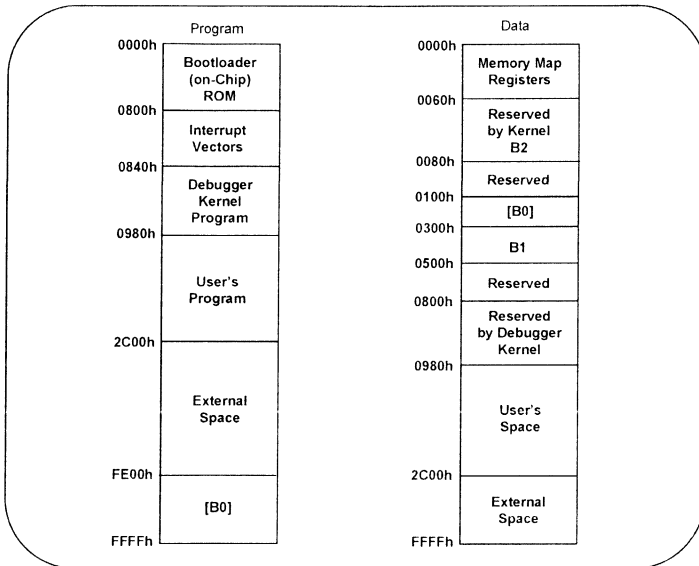 Program
0000h
Bootloader
(on-Chip)
ROM
0800h
Interrupt
Vectors
0840h
Debugger
Kernel
Program
0980h
User's
Program
2C00h
External
Space
FE00h
[B0]
FFFFh
Data
0000h
Memory Map
Registers
0060h
Reserved
by Kernel
B2
0080h
Reserved
0100h
[B0]
0300h
B1
0500h
Reserved
0800h
Reserved
by Debugger
Kernel
0980h
User's
Space
2C00h
External
Space
FFFFh